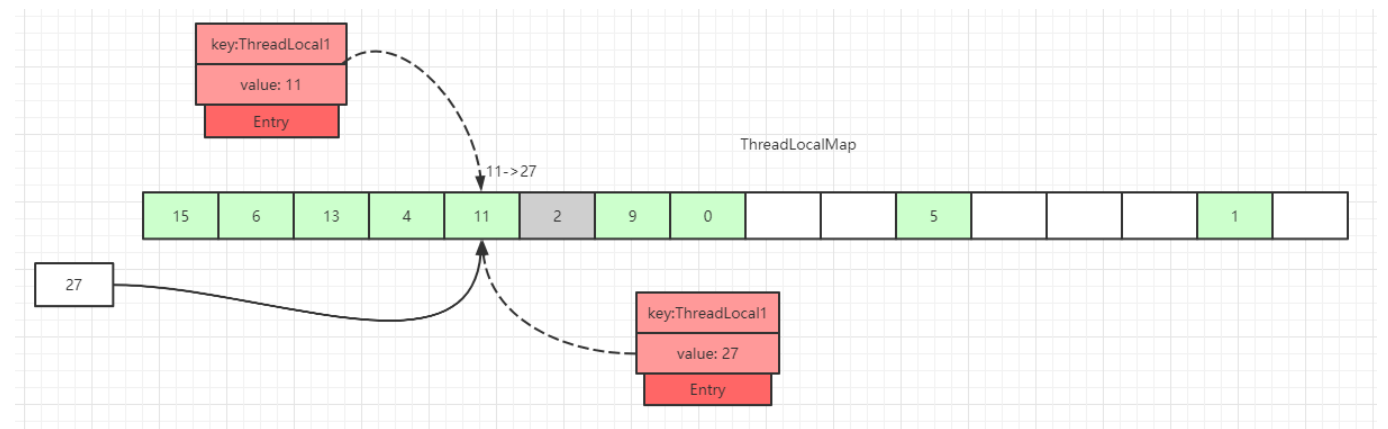 key:ThreadLocal1
value: 11
Entry
ThreadLocalMap
11->27
15 6 13 4 11 2 9 0 5 1
27
key:ThreadLocal1
value: 27
Entry